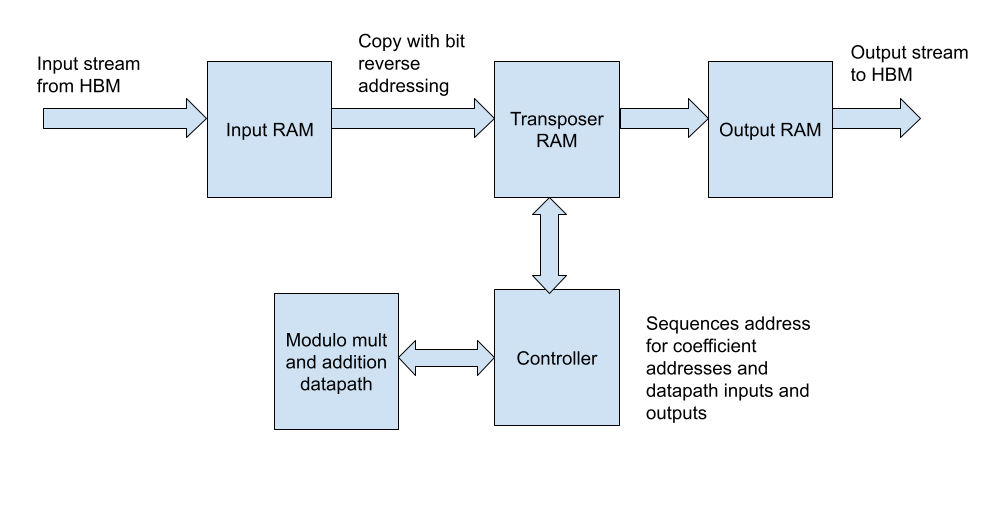 Input stream
from HBM
Copy with bit
reverse
addressing
Output stream
to HBM
Input RAM
Transposer
RAM
Output RAM
Modulo mult
and addition
datapath
Controller
Sequences address
for coefficient
addresses and
datapath inputs and
outputs